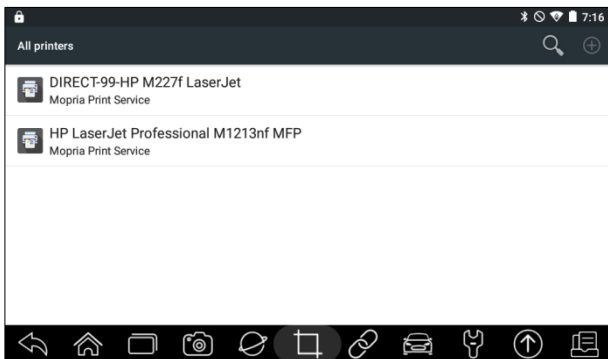 7:16
All printers
DIRECT-99-HP M227f LaserJet
Mopria Print Service
HP LaserJet Professional M1213nf MFP
Mopria Print Service